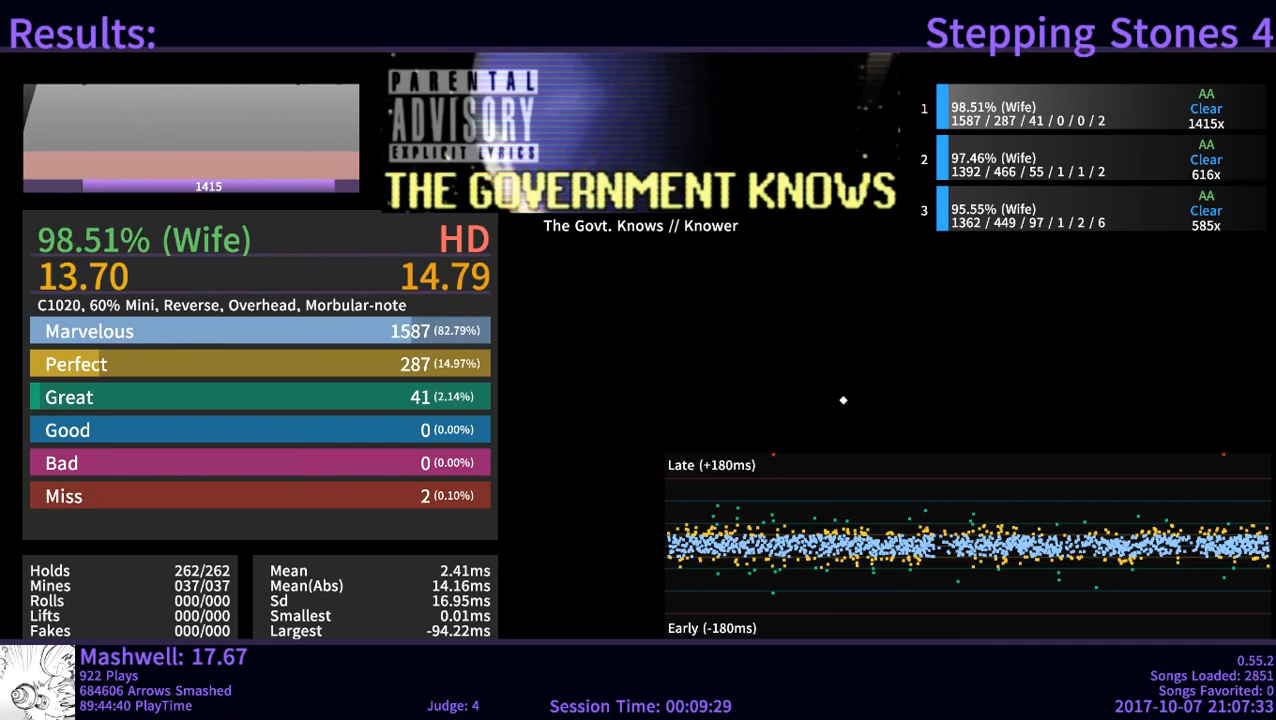 Results:
Stepping Stones 4
1415
PARENTAL
ADVISORY
EXPLICIT LYRICS
THE GOVERNMENT KNOWS
The Govt. Knows // Knower
1
98.51% (Wife)
1587 / 287 / 41 / 0 / 0 / 2
AA
Clear
1415x
2
97.46% (Wife)
1392 / 466 / 55 / 1 / 1 / 2
AA
Clear
616x
3
95.55% (Wife)
1362 / 449 / 97 / 1 / 2 / 6
AA
Clear
585x
98.51% (Wife) HD
13.70 14.79
C1020, 60% Mini, Reverse, Overhead, Morbular-note
Marvelous 1587 (82.79%)
Perfect 287 (14.97%)
Great 41 (2.14%)
Good 0 (0.00%)
Bad 0 (0.00%)
Miss 2 (0.10%)
Holds 262/262
Mines 037/037
Rolls 000/000
Lifts 000/000
Fakes 000/000
Mean 2.41ms
Mean(Abs) 14.16ms
Sd 16.95ms
Smallest 0.01ms
Largest -94.22ms
Late (+180ms)
Early (-180ms)
Mashwell: 17.67
922 Plays
684606 Arrows Smashed
89:44:40 PlayTime
Judge: 4
Session Time: 00:09:29
0.55.2
Songs Loaded: 2851
Songs Favorited: 0
2017-10-07 21:07:33